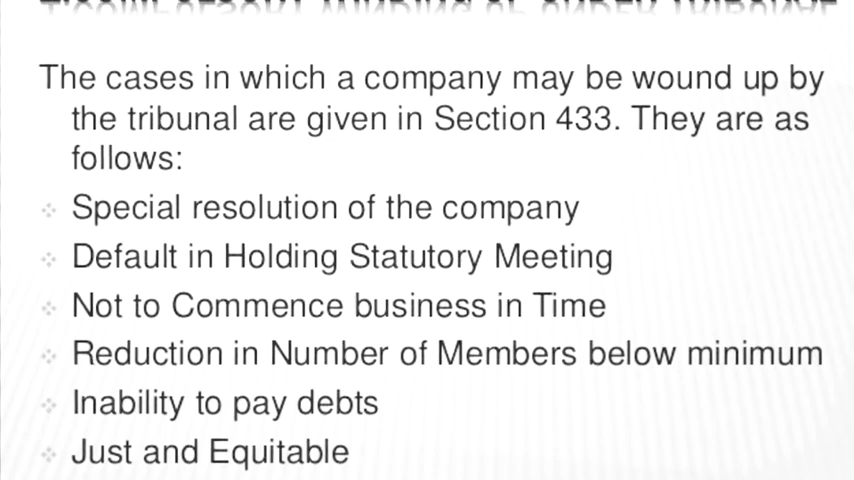 The cases in which a company may be wound up by
the tribunal are given in Section 433. They are as
follows:
Special resolution of the company
Default in Holding Statutory Meeting
Not to Commence business in Time
Reduction in Number of Members below minimum
Inability to pay debts
Just and Equitable